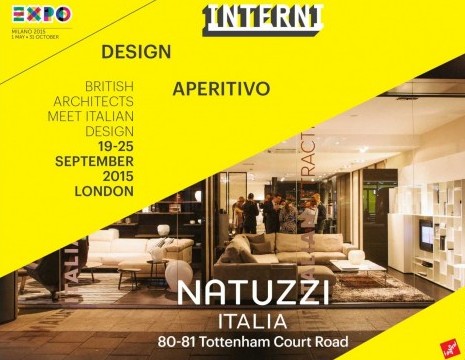 EXPO
MILANO 2015
1 MAY • 31 OCTOBER
INTERNI
DESIGN
APERITIVO
BRITISH
ARCHITECTS
MEET ITALIAN
DESIGN
19-25
SEPTEMBER
2015
LONDON
NATUZZI
ITALIA
80-81 Tottenham Court Road